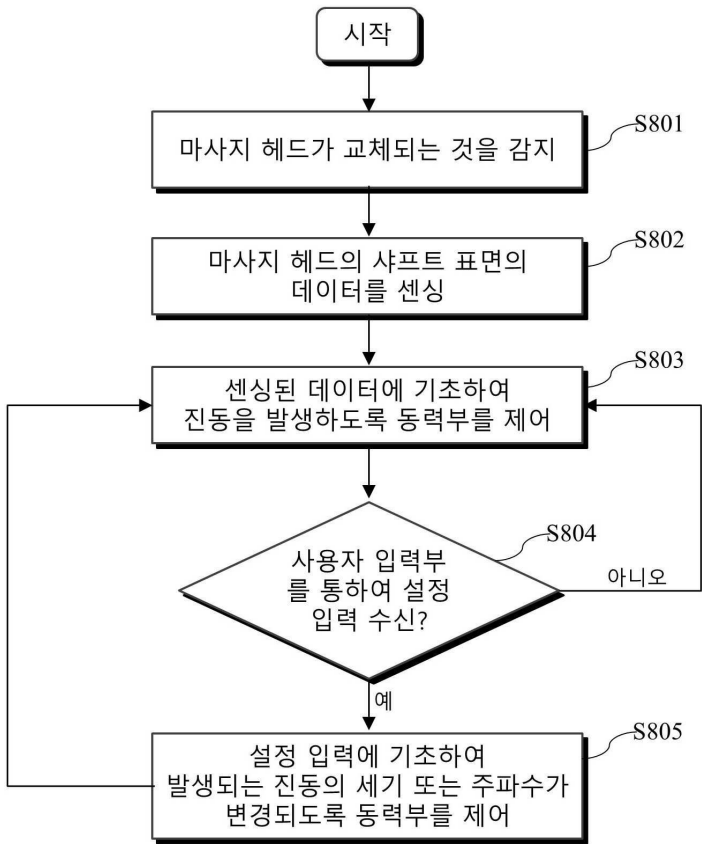 시작
마사지 헤드가 교체되는 것을 감지
S801
마사지 헤드의 샤프트 표면의
데이터를 센싱
S802
센싱된 데이터에 기초하여
진동을 발생하도록 동력부를 제어
S803
사용자 입력부
를 통하여 설정
입력 수신?
S804
아니오
예
설정 입력에 기초하여
발생되는 진동의 세기 또는 주파수가
변경되도록 동력부를 제어
S805